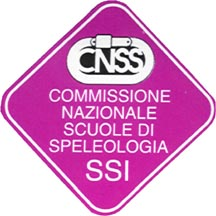 CNSS
COMMISSIONE
NAZIONALE
SCUOLE DI
SPELEOLOGIA
SSI